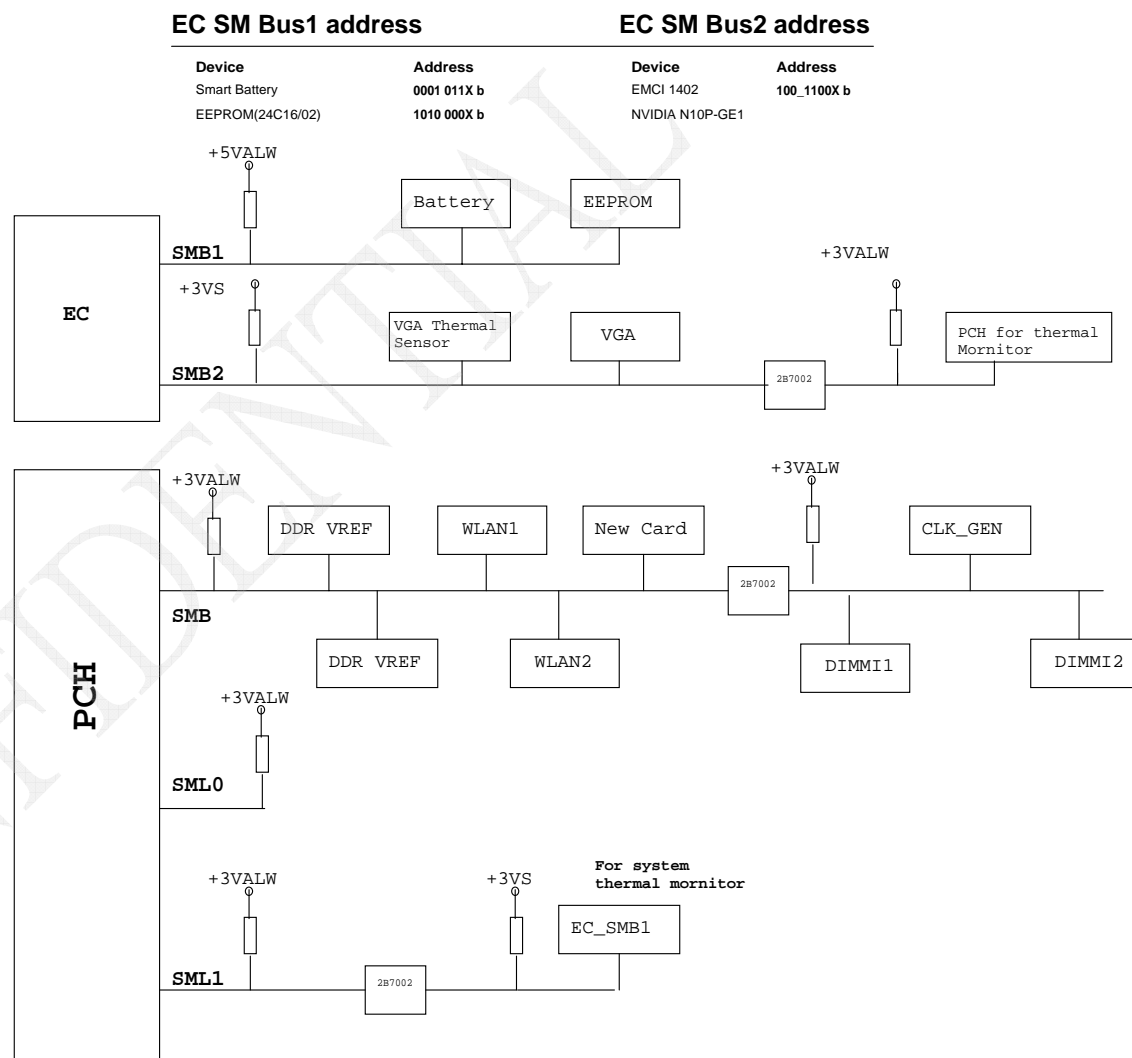 EC SM Bus1 address EC SM Bus2 address
Device Address Device Address
Smart Battery 0001 011X b EMCI 1402 100_1100X b
EEPROM(24C16/02) 1010 000X b NVIDIA N10P-GE1
+5VALW
Battery EEPROM
SMB1
+3VALW
+3VS
EC
VGA Thermal
Sensor
VGA
PCH for thermal
Mornitor
SMB2
2B7002
+3VALW +3VALW
DDR VREF WLAN1 New Card CLK_GEN
2B7002
SMB
DDR VREF WLAN2 DIMMI1 DIMMI2
PCH
+3VALW
SML0
For system
thermal mornitor
+3VALW +3VS
EC_SMB1
SML1
2B7002
FIDENTIAL